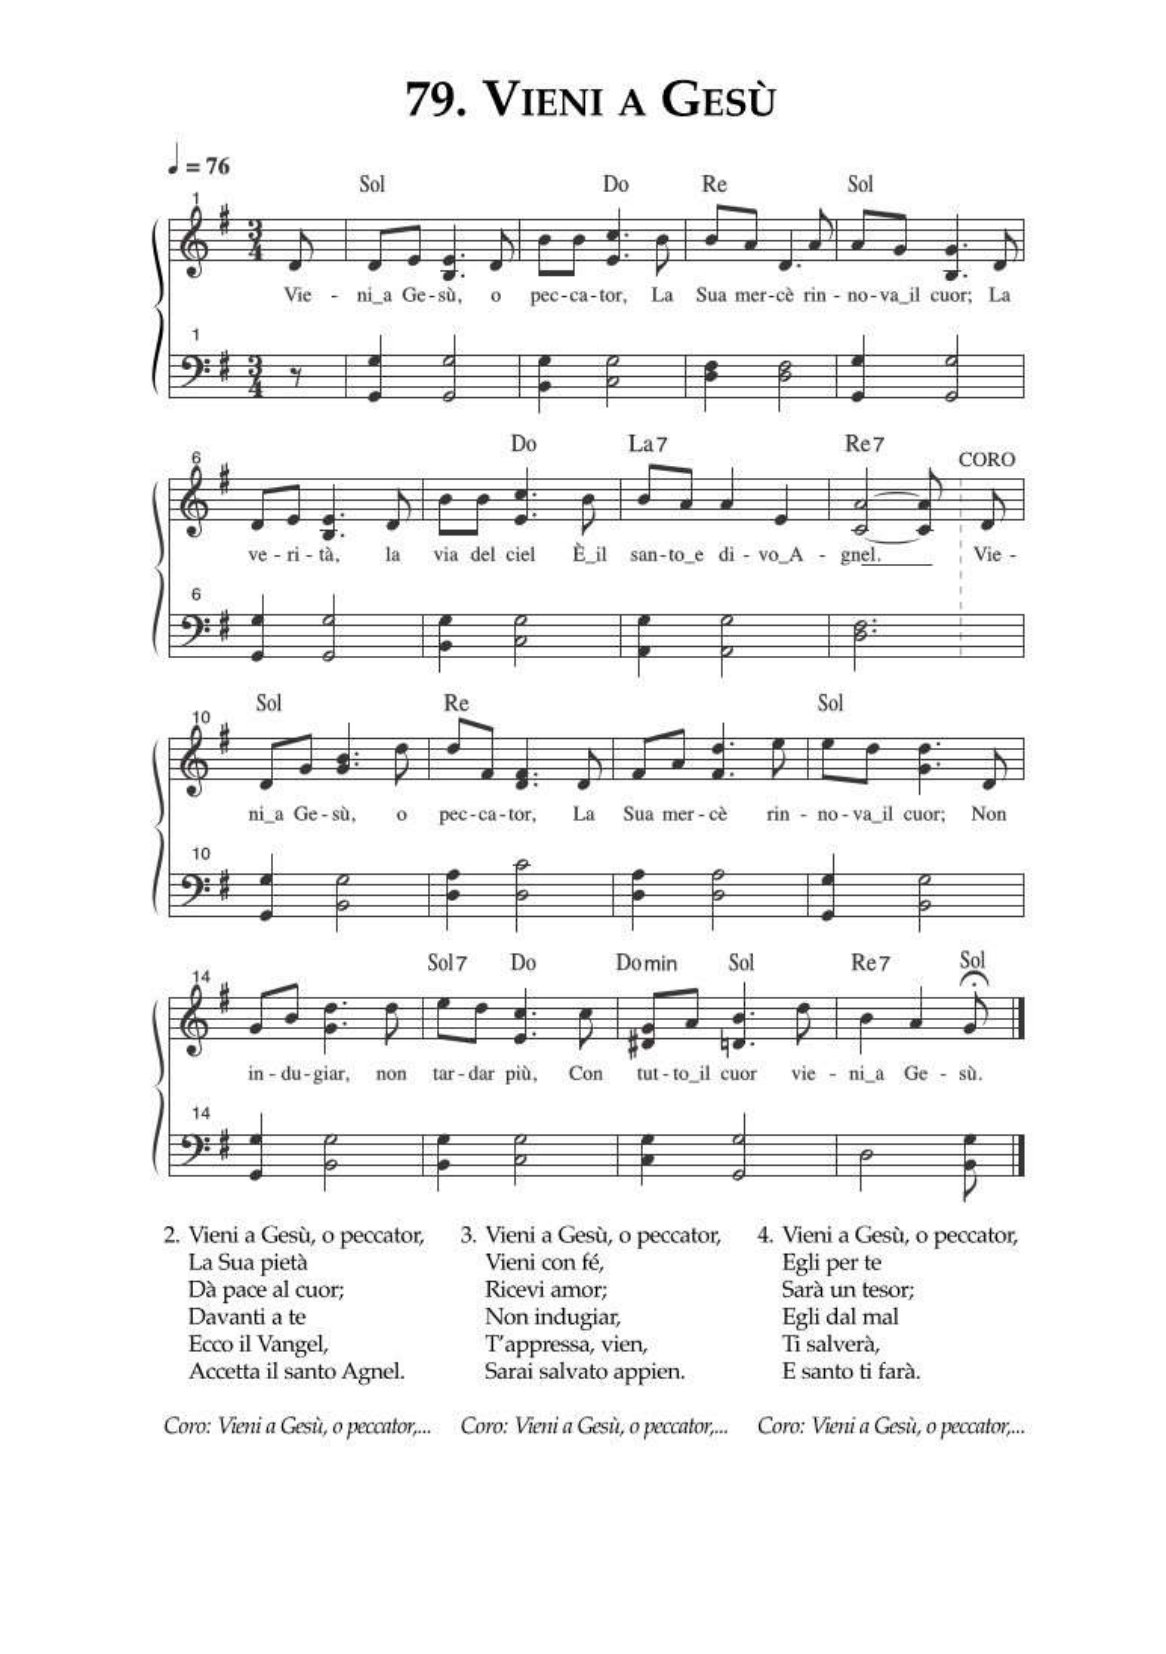 79. VIENI A GESÙ
= 76
Sol Do Re Sol
1
3 4
Vie - ni_a Ge-sù, o pec-ca-tor, La Sua mer-cè rin-no-va_il cuor; La
1
3 4
Do La7 Re7 CORO
6
ve-ri-tà, la via del ciel È_il san-to_e di-vo_A-gnel.____ Vie-
6
Sol Re Sol
10
ni_a Ge-sù, o pec-ca-tor, La Sua mer-cè rin-no-va_il cuor; Non
10
Sol7 Do Domin Sol Re7 Sol
14
in-du-giar, non tar-dar più, Con tut-to_il cuor vie-ni_a Ge-sù.
14
2. Vieni a Gesù, o peccator,
La Sua pietà
Dà pace al cuor;
Davanti a te
Ecco il Vangel,
Accetta il santo Agnel.
Coro: Vieni a Gesù, o peccator,...
3. Vieni a Gesù, o peccator,
Vieni con fé,
Ricevi amor;
Non indugiar,
T'appressa, vien,
Sarai salvato appien.
Coro: Vieni a Gesù, o peccator,...
4. Vieni a Gesù, o peccator,
Egli per te
Sarà un tesor;
Egli dal mal
Ti salverà,
E santo ti farà.
Coro: Vieni a Gesù, o peccator,...